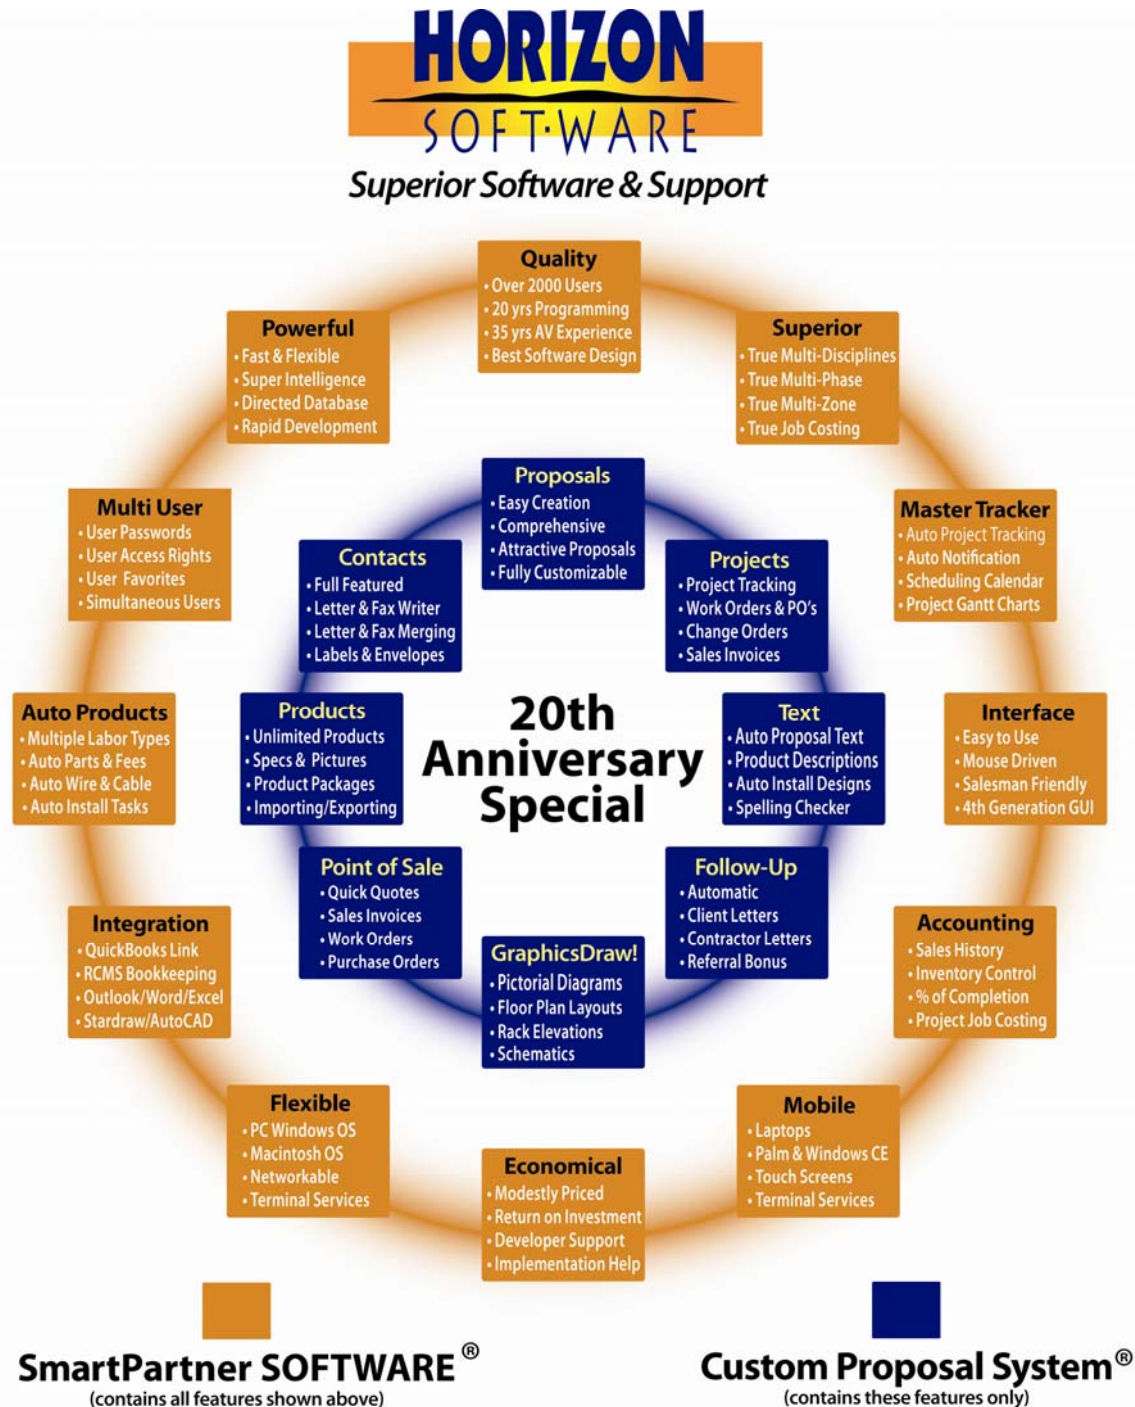 HORIZON
SOFT·WARE
Superior Software & Support
Quality
• Over 2000 Users
• 20 yrs Programming
• 35 yrs AV Experience
• Best Software Design
Powerful
• Fast & Flexible
• Super Intelligence
• Directed Database
• Rapid Development
Superior
• True Multi-Disciplines
• True Multi-Phase
• True Multi-Zone
• True Job Costing
Multi User
• User Passwords
• User Access Rights
• User Favorites
• Simultaneous Users
Master Tracker
• Auto Project Tracking
• Auto Notification
• Scheduling Calendar
• Project Gantt Charts
Proposals
• Easy Creation
• Comprehensive
• Attractive Proposals
• Fully Customizable
Contacts
• Full Featured
• Letter & Fax Writer
• Letter & Fax Merging
• Labels & Envelopes
Projects
• Project Tracking
• Work Orders & PO's
• Change Orders
• Sales Invoices
Auto Products
• Multiple Labor Types
• Auto Parts & Fees
• Auto Wire & Cable
• Auto Install Tasks
Products
• Unlimited Products
• Specs & Pictures
• Product Packages
• Importing/Exporting
20th
Anniversary
Special
Text
• Auto Proposal Text
• Product Descriptions
• Auto Install Designs
• Spelling Checker
Interface
• Easy to Use
• Mouse Driven
• Salesman Friendly
• 4th Generation GUI
Point of Sale
• Quick Quotes
• Sales Invoices
• Work Orders
• Purchase Orders
Follow-Up
• Automatic
• Client Letters
• Contractor Letters
• Referral Bonus
Integration
• QuickBooks Link
• RCMS Bookkeeping
• Outlook/Word/Excel
• Stardraw/AutoCAD
GraphicsDraw!
• Pictorial Diagrams
• Floor Plan Layouts
• Rack Elevations
• Schematics
Accounting
• Sales History
• Inventory Control
• % of Completion
• Project Job Costing
Flexible
• PC Windows OS
• Macintosh OS
• Networkable
• Terminal Services
Economical
• Modestly Priced
• Return on Investment
• Developer Support
• Implementation Help
Mobile
• Laptops
• Palm & Windows CE
• Touch Screens
• Terminal Services
SmartPartner SOFTWARE®
(contains all features shown above)
Custom Proposal System®
(contains these features only)